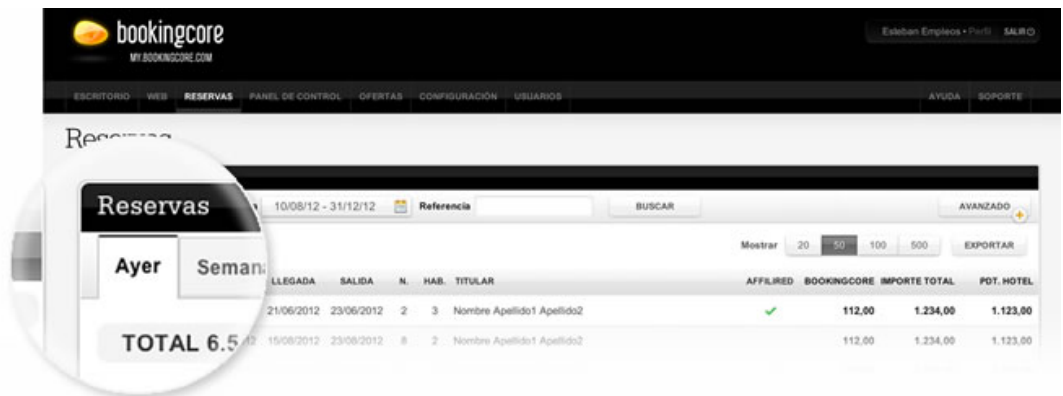 bookingcore
MY.BOOKINGCORE.COM
Esteban Empleos • Perfil SALIR
ESCRITORIO WEB RESERVAS PANEL DE CONTROL OFERTAS CONFIGURACIÓN USUARIOS AYUDA SOPORTE
Reservas
Reservas
10/08/12 - 31/12/12 Referencia BUSCAR AVANZADO
Ayer Semana
Mostrar 20 50 100 500 EXPORTAR
LLEGADA SALIDA N. HAB. TITULAR AFFILIRED BOOKINGCORE IMPORTE TOTAL PDT. HOTEL
21/06/2012 23/06/2012 2 3 Nombre Apellido1 Apellido2 112,00 1.234,00 1.123,00
TOTAL 6.5
15/08/2012 23/08/2012 8 2 Nombre Apellido1 Apellido2 112,00 1.234,00 1.123,00